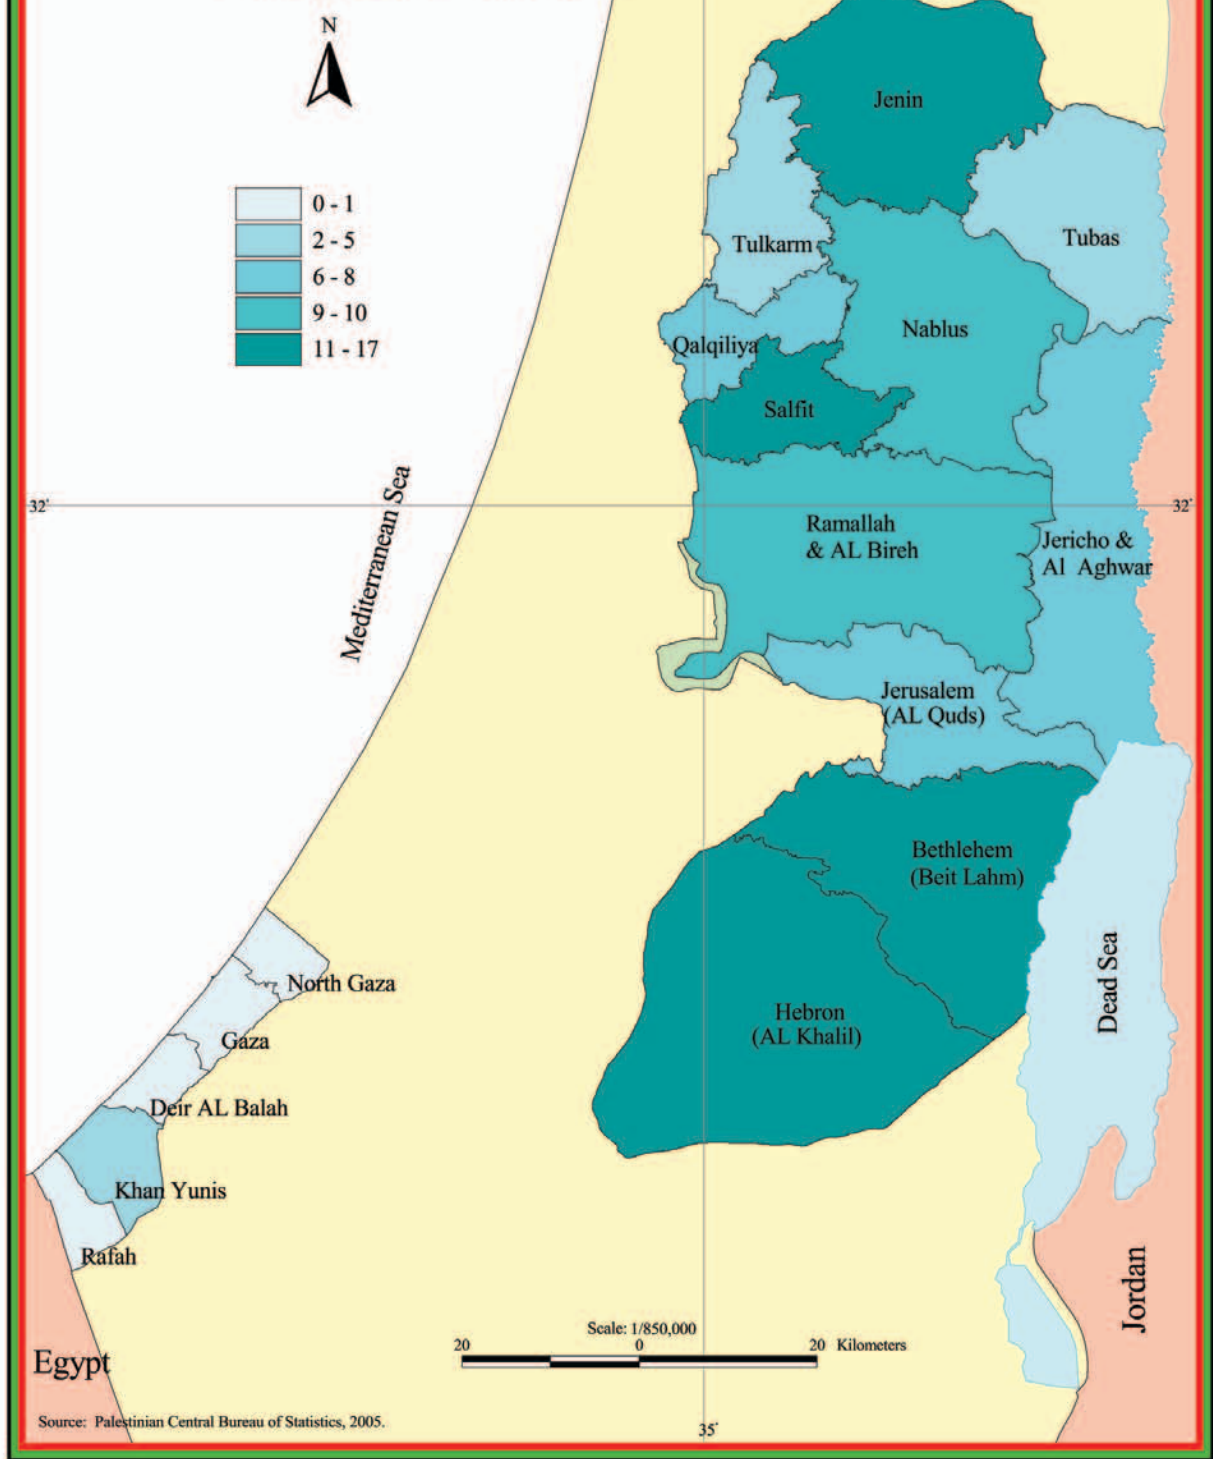 N
0 - 1
2 - 5
6 - 8
9 - 10
11 - 17
Jenin
Tulkarm
Tubas
Nablus
Qalqiliya
Salfit
Mediterranean Sea
32°
32°
Ramallah
& AL Bireh
Jericho &
Al Aghwar
Jerusalem
(AL Quds)
Bethlehem
(Beit Lahm)
Dead Sea
North Gaza
Hebron
(AL Khalil)
Gaza
Deir AL Balah
Khan Yunis
Rafah
Jordan
Egypt
Scale: 1/850,000
20 0 20 Kilometers
Source: Palestinian Central Bureau of Statistics, 2005.
35°